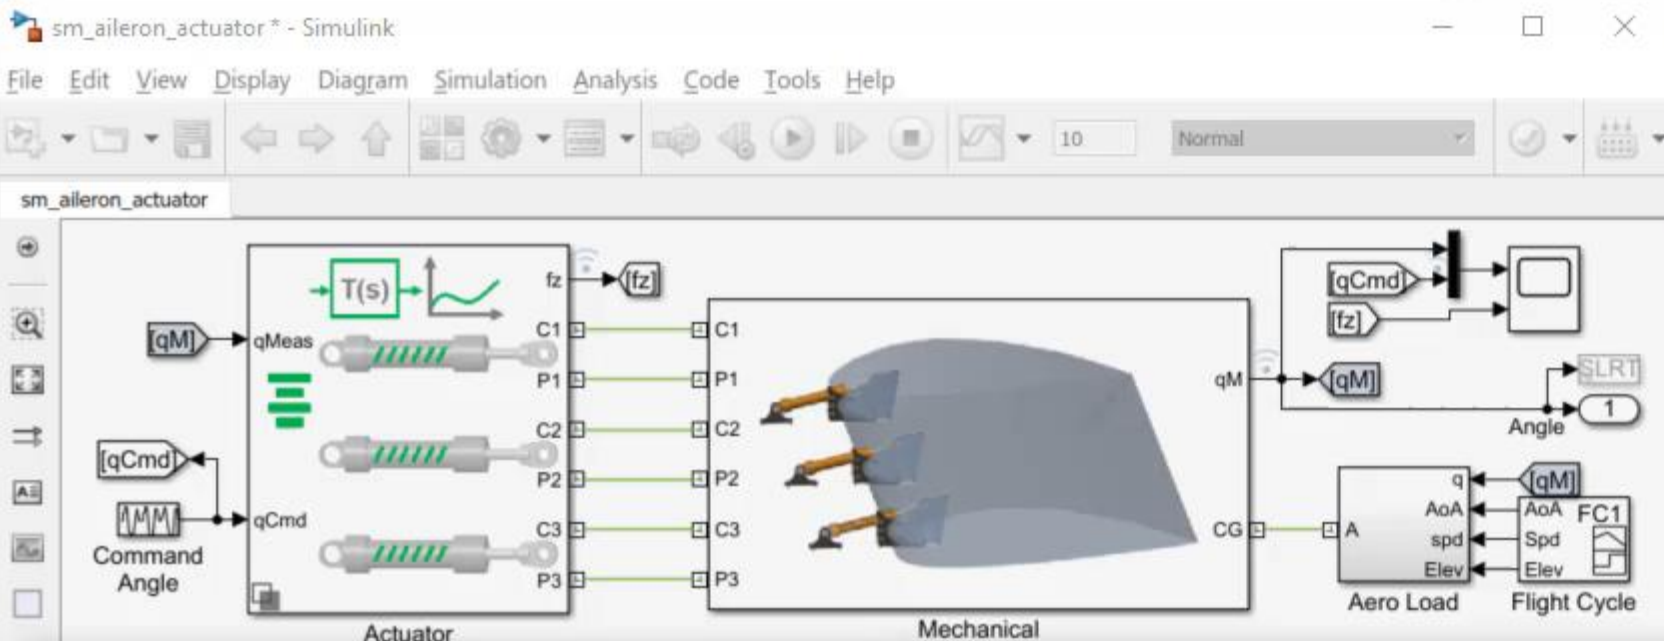 sm_aileron_actuator * - Simulink
File Edit View Display Diagram Simulation Analysis Code Tools Help
10 Normal
sm_aileron_actuator
T(s)
fz
[fz]
[qM]
qMeas
C1
P1
C2
P2
C3
P3
[qCmd]
qCmd
Command
Angle
Actuator
C1
P1
C2
P2
C3
P3
qM
CG
Mechanical
[qCmd]
[fz]
[qM]
SLRT
1
Angle
q
AoA
spd
Elev
A
Aero Load
[qM]
AoA
FC1
Spd
Elev
Flight Cycle